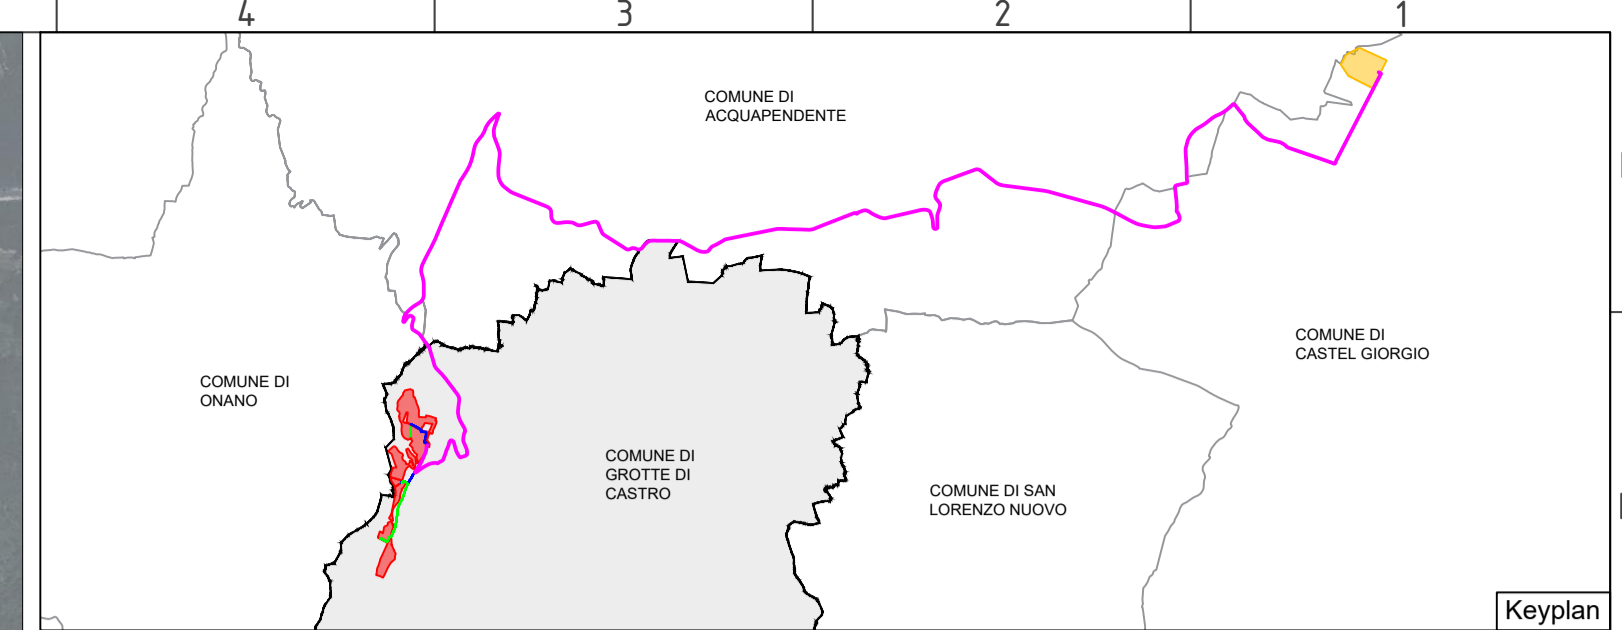 4 3 2 1
COMUNE DI
ACQUAPENDENTE
COMUNE DI
CASTEL GIORGIO
COMUNE DI
ONANO
COMUNE DI
GROTTE DI
CASTRO
COMUNE DI SAN
LORENZO NUOVO
Keyplan